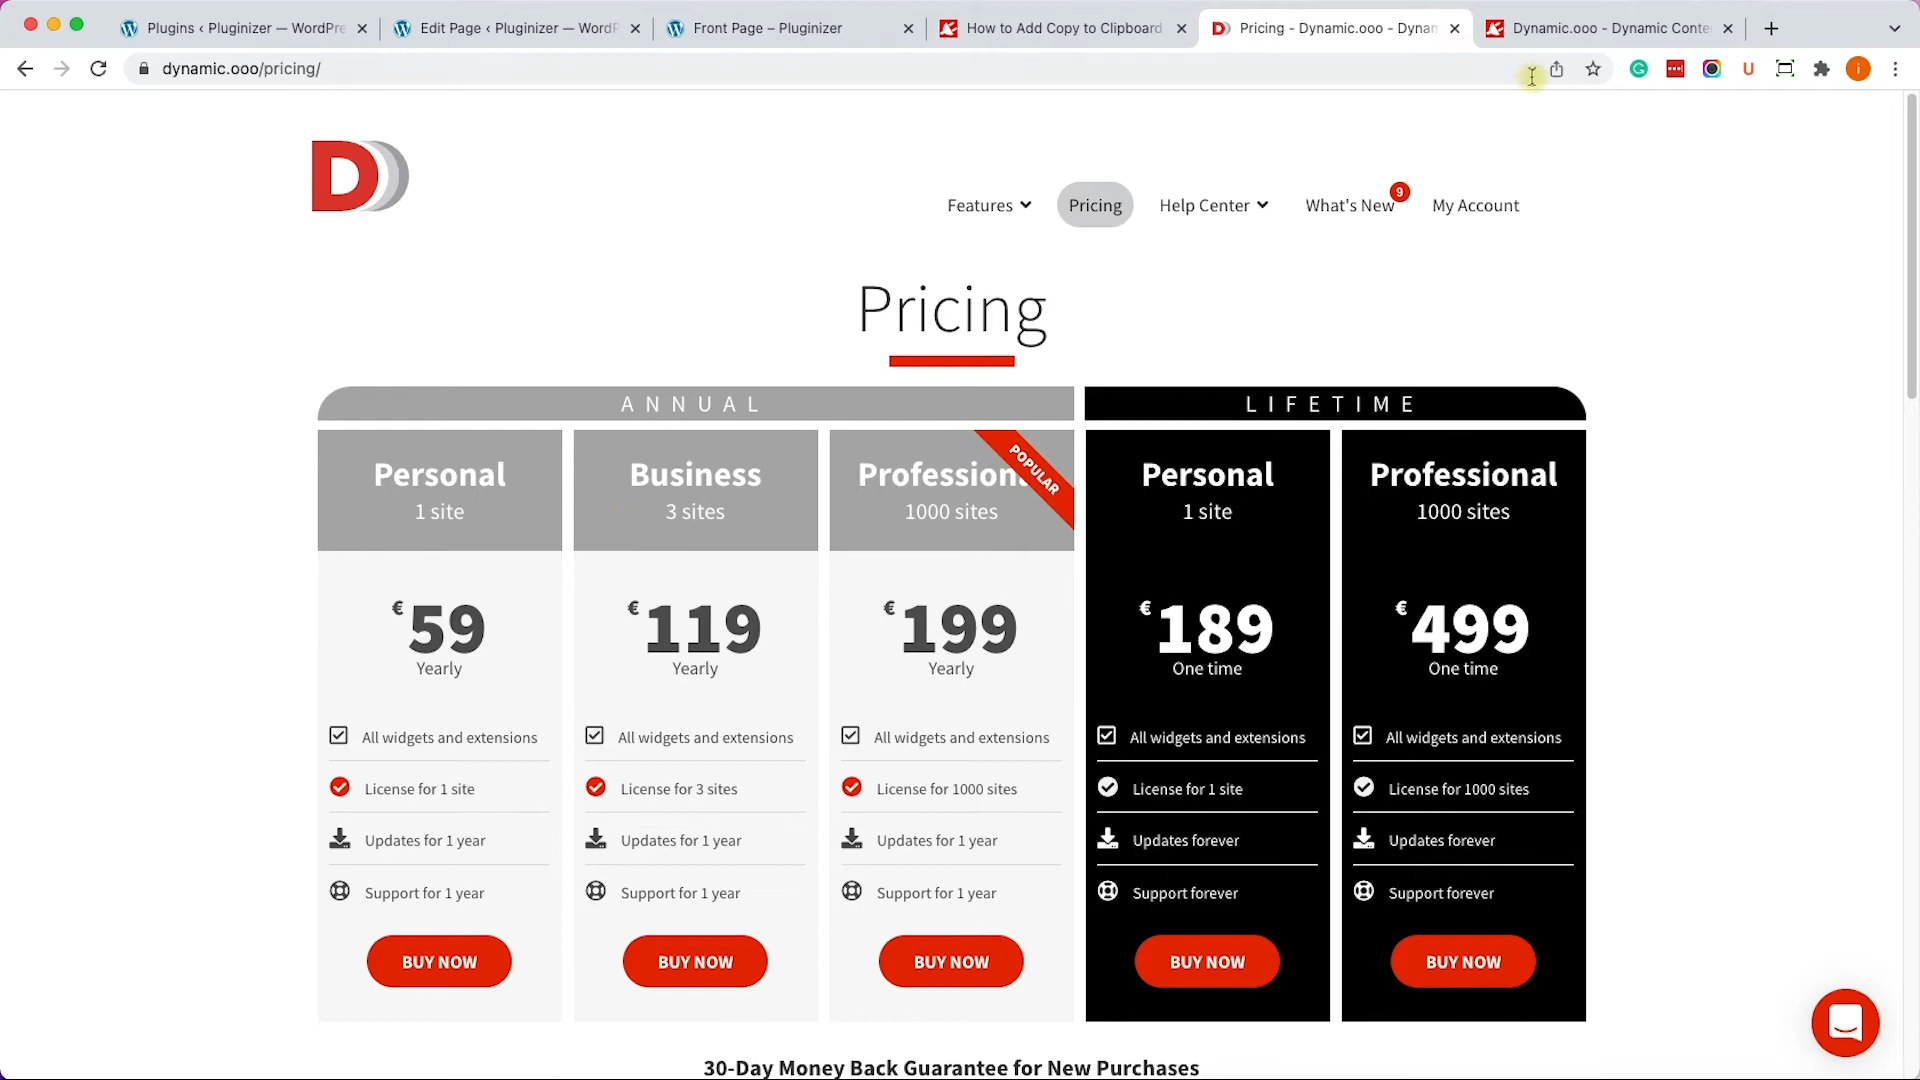 Plugins ‹ Pluginizer — WordPre
Edit Page ‹ Pluginizer — WordP
Front Page – Pluginizer
How to Add Copy to Clipboard
Pricing - Dynamic.ooo - Dynam
Dynamic.ooo - Dynamic Conte
dynamic.ooo/pricing/
D
Features
Pricing
Help Center
What's New
9
My Account
Pricing
ANNUAL
LIFETIME
Personal
1 site
€59
Yearly
All widgets and extensions
License for 1 site
Updates for 1 year
Support for 1 year
BUY NOW
Business
3 sites
€119
Yearly
All widgets and extensions
License for 3 sites
Updates for 1 year
Support for 1 year
BUY NOW
Professiona
POPULAR
1000 sites
€199
Yearly
All widgets and extensions
License for 1000 sites
Updates for 1 year
Support for 1 year
BUY NOW
Personal
1 site
€189
One time
All widgets and extensions
License for 1 site
Updates forever
Support forever
BUY NOW
Professional
1000 sites
€499
One time
All widgets and extensions
License for 1000 sites
Updates forever
Support forever
BUY NOW
30-Day Money Back Guarantee for New Purchases